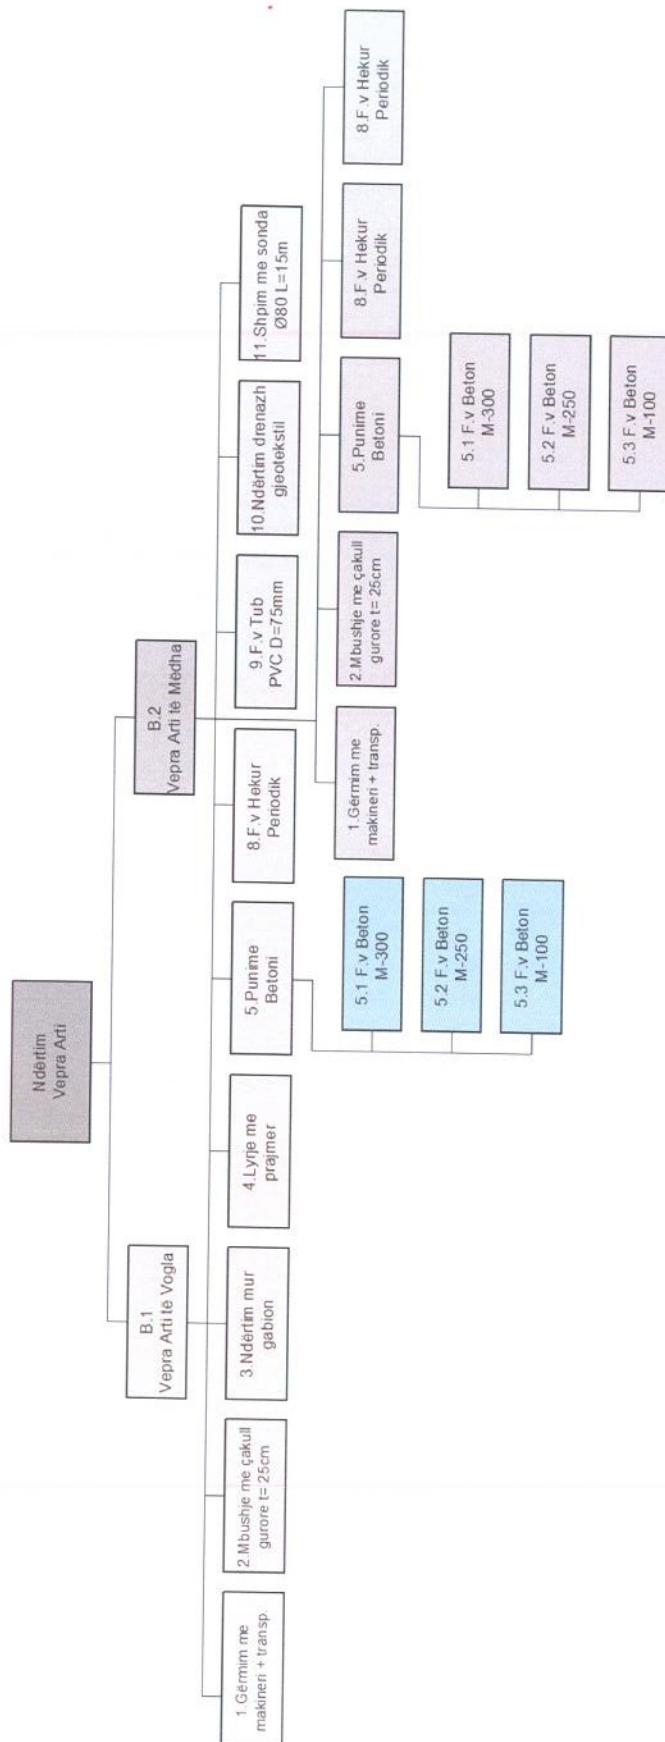 Ndërtim
Vepra Arti
B.1
Vepra Arti të Vogla
B.2
Vepra Arti të Mëdha
1.Gërmim me
makineri + transp.
2.Mbushje me çakull
gurore t= 25cm
3.Ndërtim mur
gabion
4.Lyrje me
prajmer
5.Punime
Betoni
8.F.v Hekur
Periodik
9.F.v Tub
PVC D=75mm
10.Ndërtim drenazh
gjeotekstil
11.Shpim me sonda
Ø80 L=15m
5.1 F.v Beton
M-300
5.2 F.v Beton
M-250
5.3 F.v Beton
M-100
1.Gërmim me
makineri + transp.
2.Mbushje me çakull
gurore t= 25cm
5.Punime
Betoni
8.F.v Hekur
Periodik
8.F.v Hekur
Periodik
5.1 F.v Beton
M-300
5.2 F.v Beton
M-250
5.3 F.v Beton
M-100